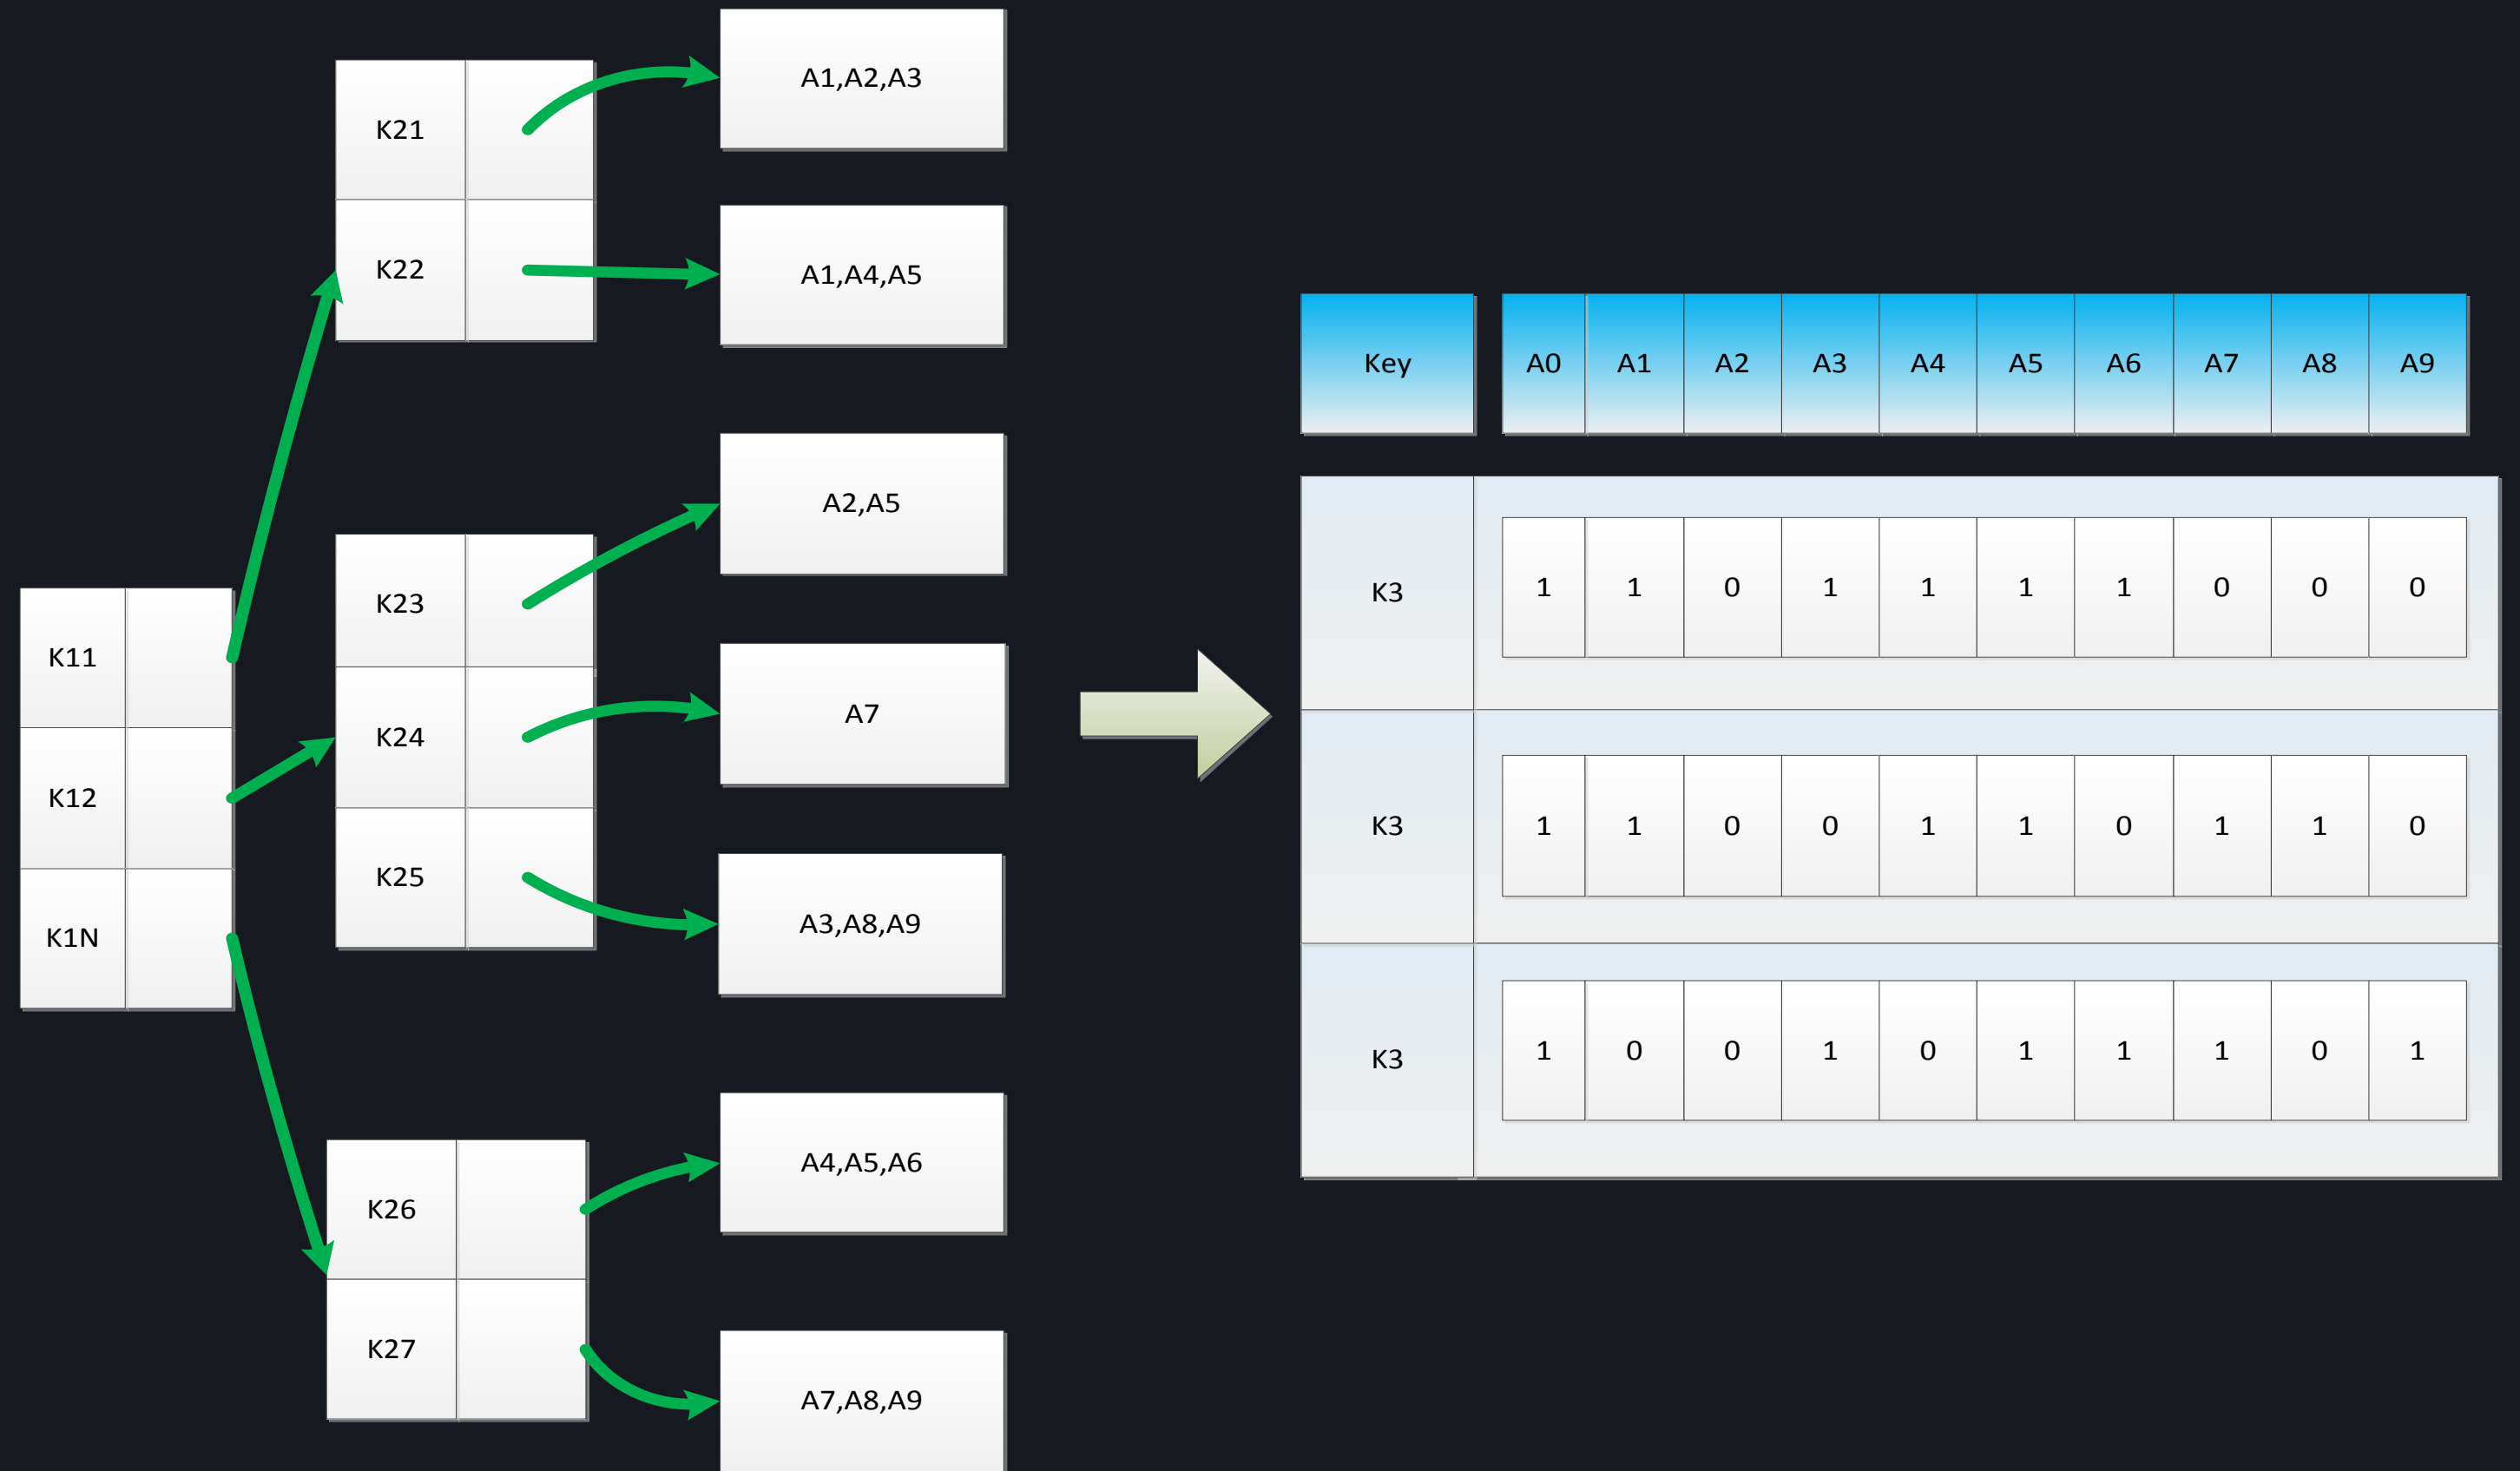 K11
K12
K1N
K21
K22
K23
K24
K25
K26
K27
A1,A2,A3
A1,A4,A5
A2,A5
A7
A3,A8,A9
A4,A5,A6
A7,A8,A9
Key A0 A1 A2 A3 A4 A5 A6 A7 A8 A9
K3 1 1 0 1 1 1 1 0 0 0
K3 1 1 0 0 1 1 0 1 1 0
K3 1 0 0 1 0 1 1 1 0 1